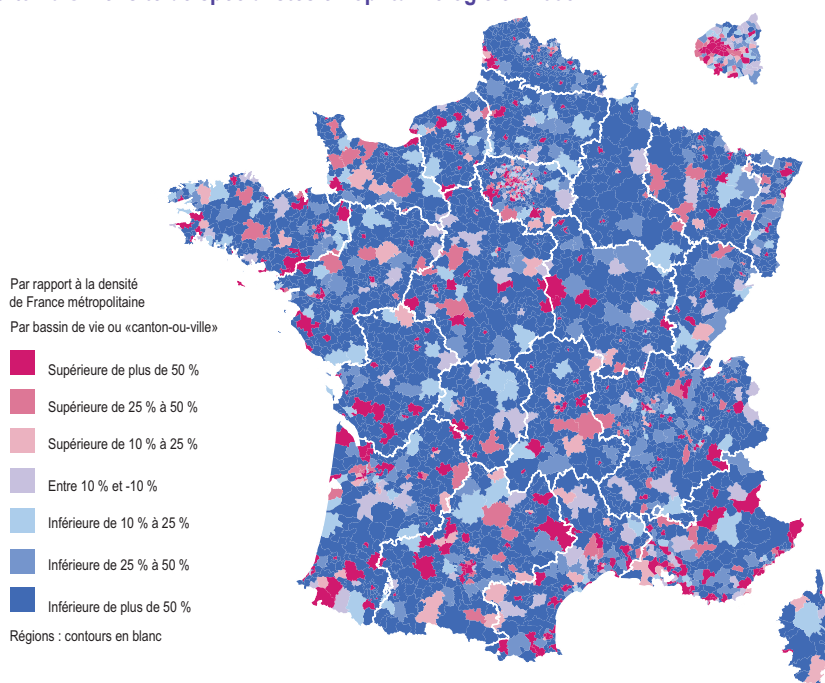 Par rapport à la densité
de France métropolitaine
Par bassin de vie ou «canton-ou-ville»
Supérieure de plus de 50 %
Supérieure de 25 % à 50 %
Supérieure de 10 % à 25 %
Entre 10 % et -10 %
Inférieure de 10 % à 25 %
Inférieure de 25 % à 50 %
Inférieure de plus de 50 %
Régions : contours en blanc